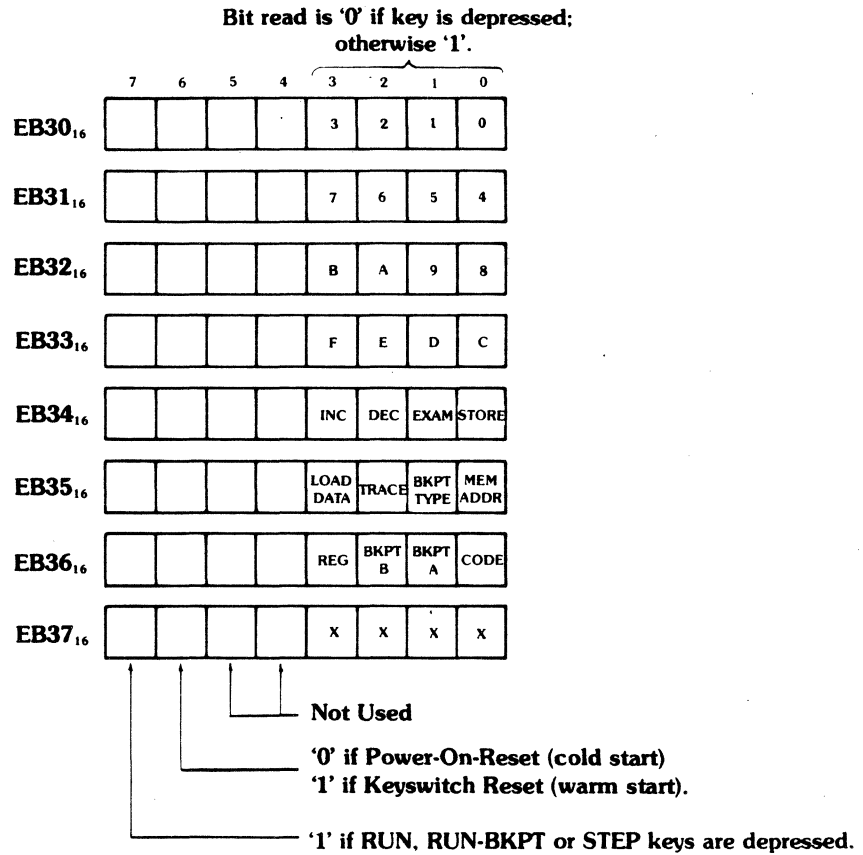 Bit read is ‘0’ if key is depressed;
otherwise ‘1’.
7 6 5 4 3 2 1 0
EB30₁₆ 3 2 1 0
EB31₁₆ 7 6 5 4
EB32₁₆ B A 9 8
EB33₁₆ F E D C
EB34₁₆ INC DEC EXAM STORE
EB35₁₆ LOAD DATA TRACE BKPT TYPE MEM ADDR
EB36₁₆ REG BKPT B BKPT A CODE
EB37₁₆ X X X X
Not Used
‘0’ if Power-On-Reset (cold start)
‘1’ if Keyswitch Reset (warm start).
‘1’ if RUN, RUN-BKPT or STEP keys are depressed.